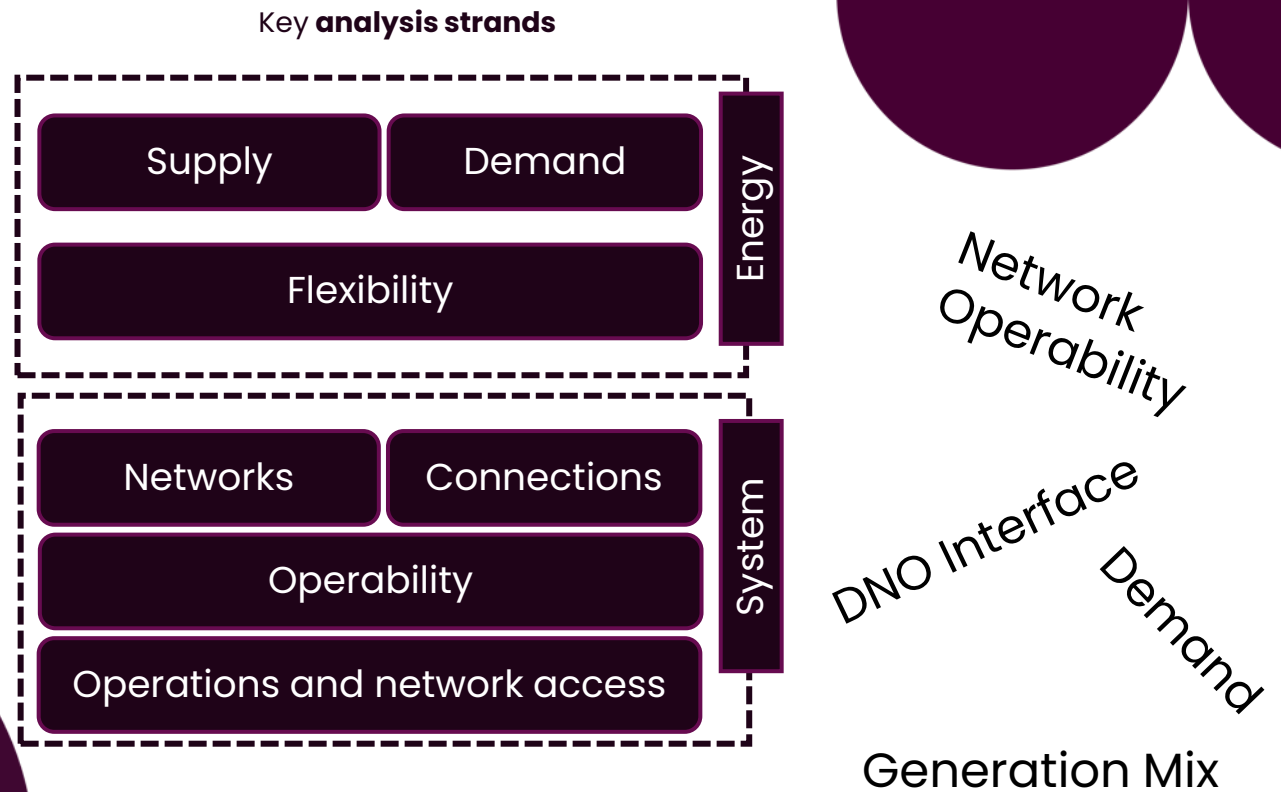 Key analysis strands
Supply
Demand
Energy
Flexibility
Networks
Connections
System
Operability
Operations and network access
Network
Operability
DNO Interface
Demand
Generation Mix